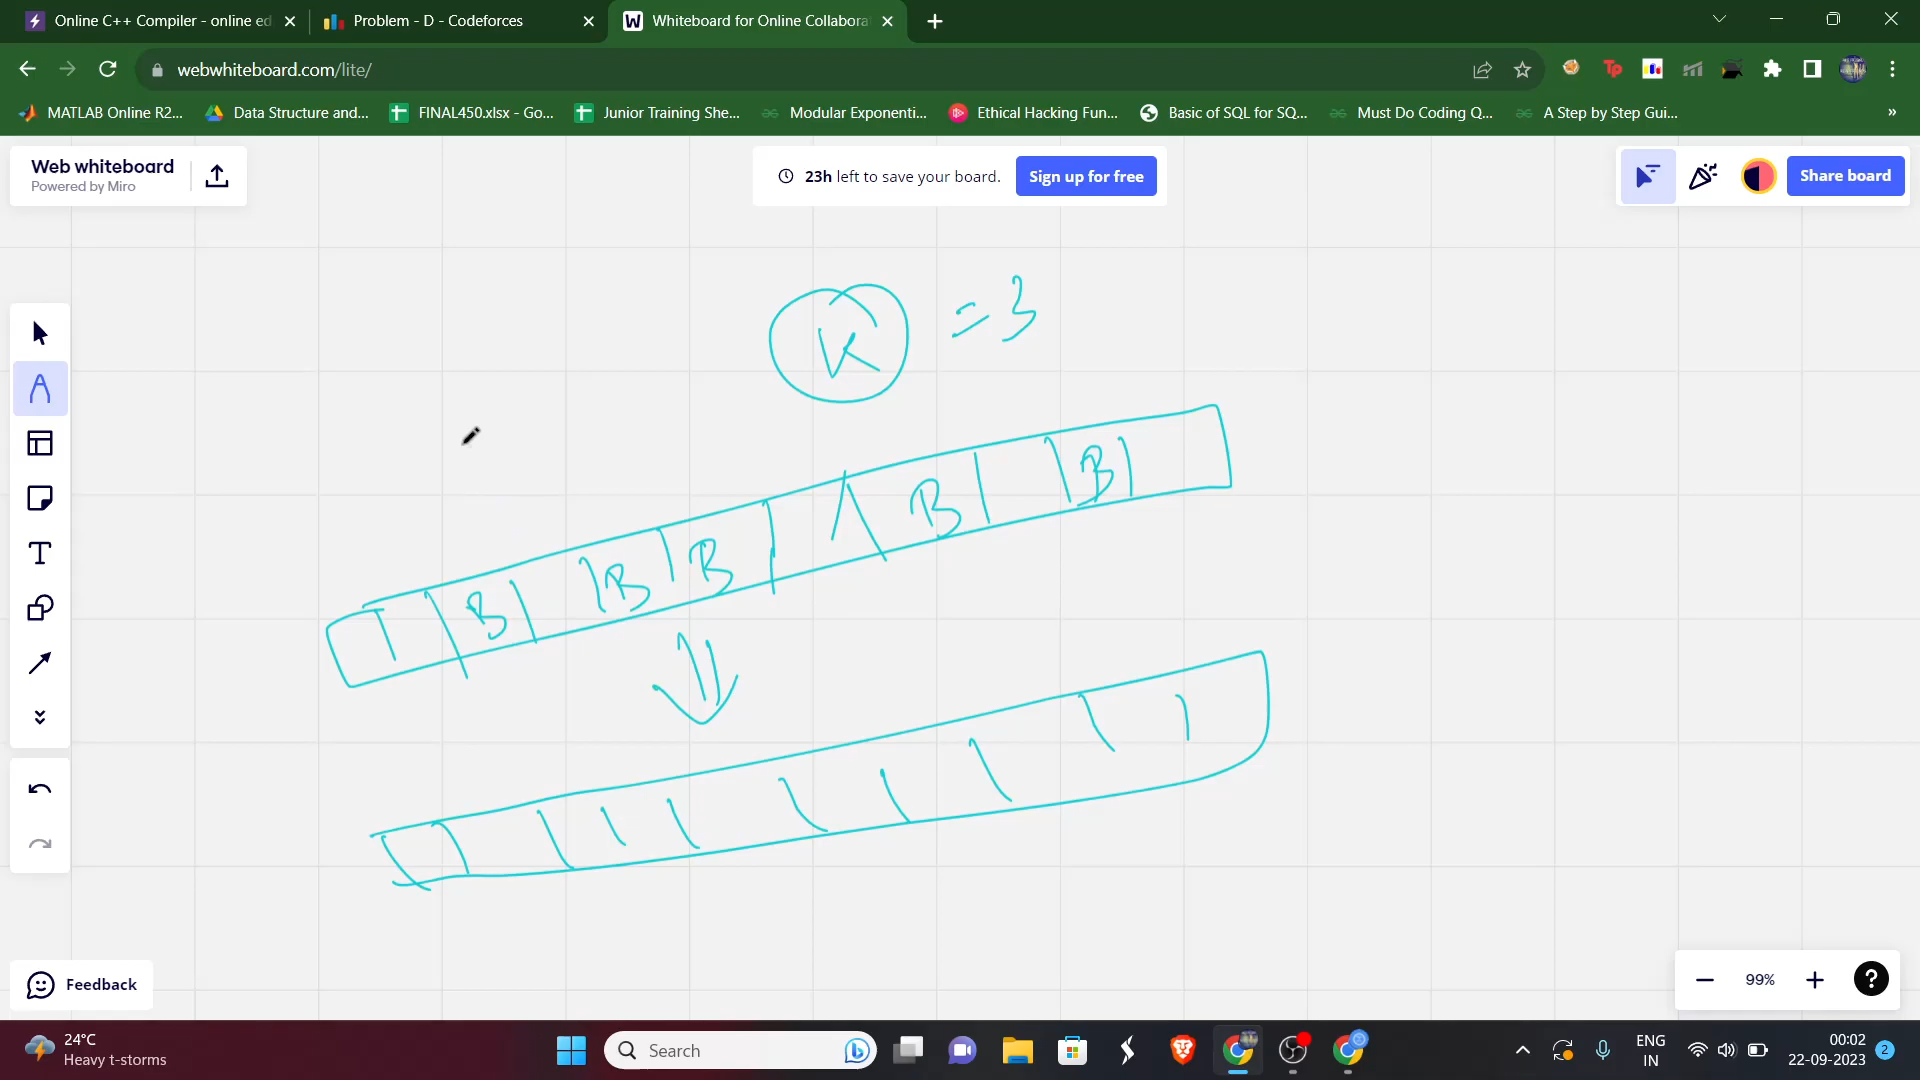 Online C++ Compiler - online ed
Problem - D - Codeforces
Whiteboard for Online Collabora
webwhiteboard.com/lite/
MATLAB Online R2...
Data Structure and...
FINAL450.xlsx - Go...
Junior Training She...
Modular Exponenti...
Ethical Hacking Fun...
Basic of SQL for SQ...
Must Do Coding Q...
A Step by Step Gui...
»
Web whiteboard
Powered by Miro
23h left to save your board.
Sign up for free
Share board
K = 3
B B B B B
Feedback
99%
24°C
Heavy t-storms
Search
ENG
IN
00:02
22-09-2023
2